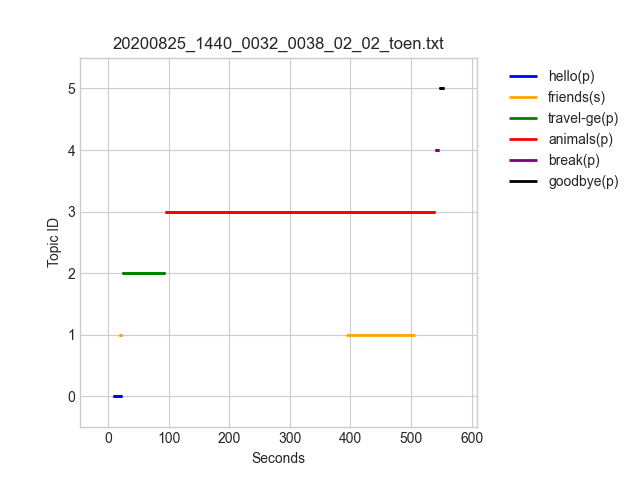 20200825_1440_0032_0038_02_02_toen.txt
hello(p)
friends(s)
travel-ge(p)
animals(p)
break(p)
goodbye(p)
Topic ID
5
4
3
2
1
0
0 100 200 300 400 500 600
Seconds